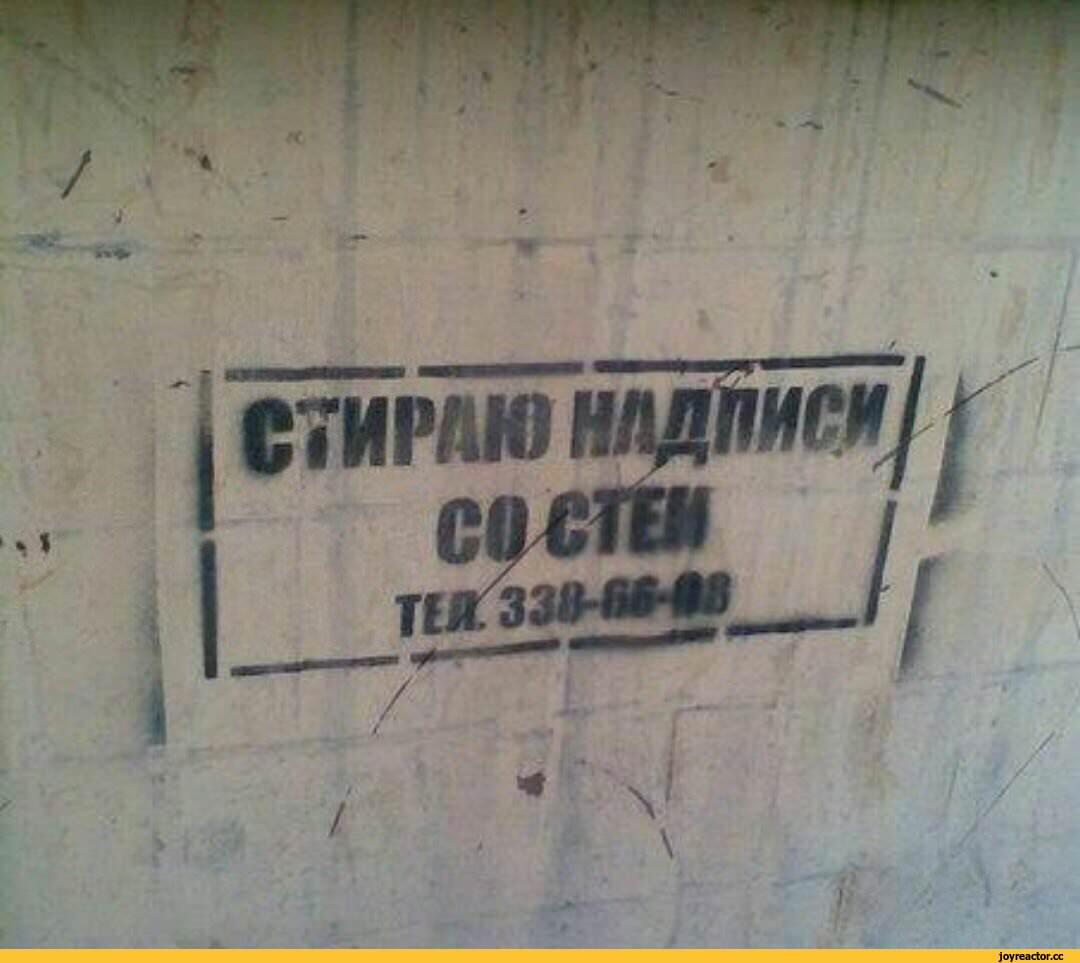 СТИРАЮ НАДПИСИ
СО СТЕН
ТЕЛ. 338-66-08
joyreactor.cc